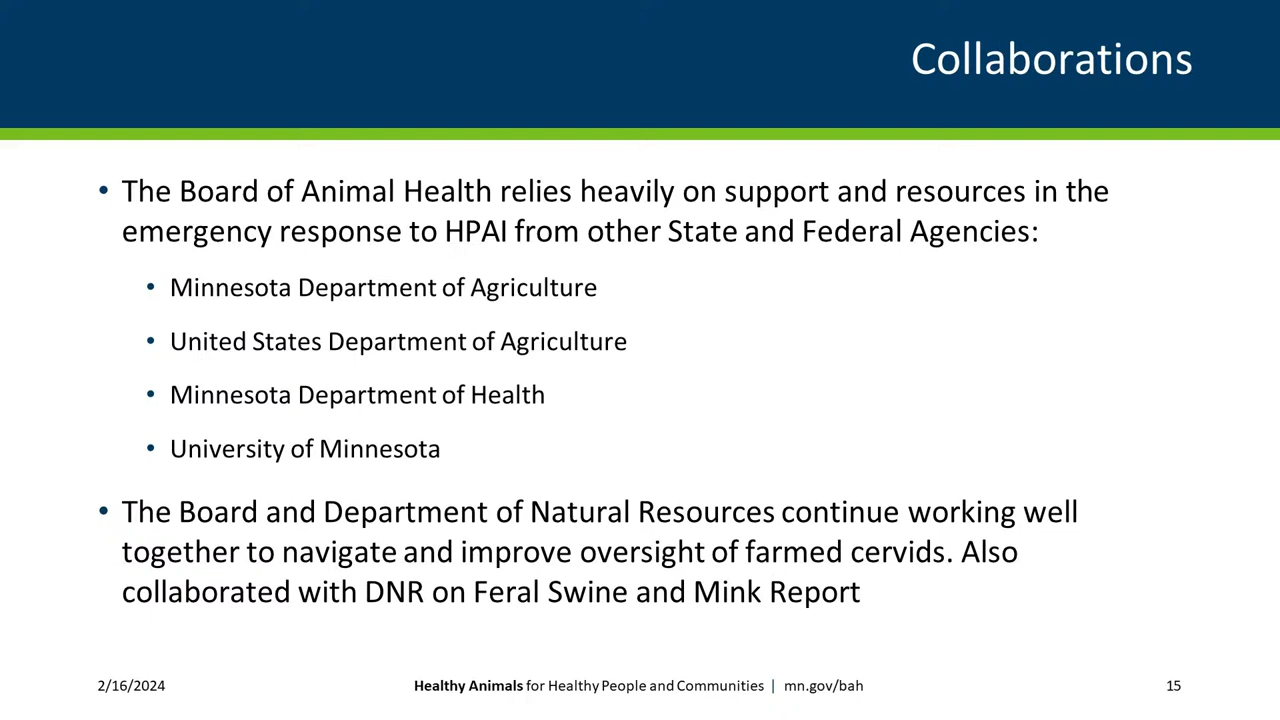 Collaborations
• The Board of Animal Health relies heavily on support and resources in the
emergency response to HPAI from other State and Federal Agencies:
• Minnesota Department of Agriculture
• United States Department of Agriculture
• Minnesota Department of Health
• University of Minnesota
• The Board and Department of Natural Resources continue working well
together to navigate and improve oversight of farmed cervids. Also
collaborated with DNR on Feral Swine and Mink Report
2/16/2024 Healthy Animals for Healthy People and Communities | mn.gov/bah 15